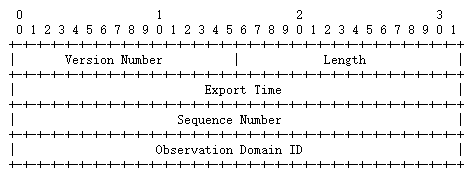 0                   1                   2                   3
0 1 2 3 4 5 6 7 8 9 0 1 2 3 4 5 6 7 8 9 0 1 2 3 4 5 6 7 8 9 0 1
+-+-+-+-+-+-+-+-+-+-+-+-+-+-+-+-+-+-+-+-+-+-+-+-+-+-+-+-+-+-+-+-+
|       Version Number          |            Length             |
+-+-+-+-+-+-+-+-+-+-+-+-+-+-+-+-+-+-+-+-+-+-+-+-+-+-+-+-+-+-+-+-+
|                           Export Time                         |
+-+-+-+-+-+-+-+-+-+-+-+-+-+-+-+-+-+-+-+-+-+-+-+-+-+-+-+-+-+-+-+-+
|                       Sequence Number                         |
+-+-+-+-+-+-+-+-+-+-+-+-+-+-+-+-+-+-+-+-+-+-+-+-+-+-+-+-+-+-+-+-+
|                    Observation Domain ID                      |
+-+-+-+-+-+-+-+-+-+-+-+-+-+-+-+-+-+-+-+-+-+-+-+-+-+-+-+-+-+-+-+-+